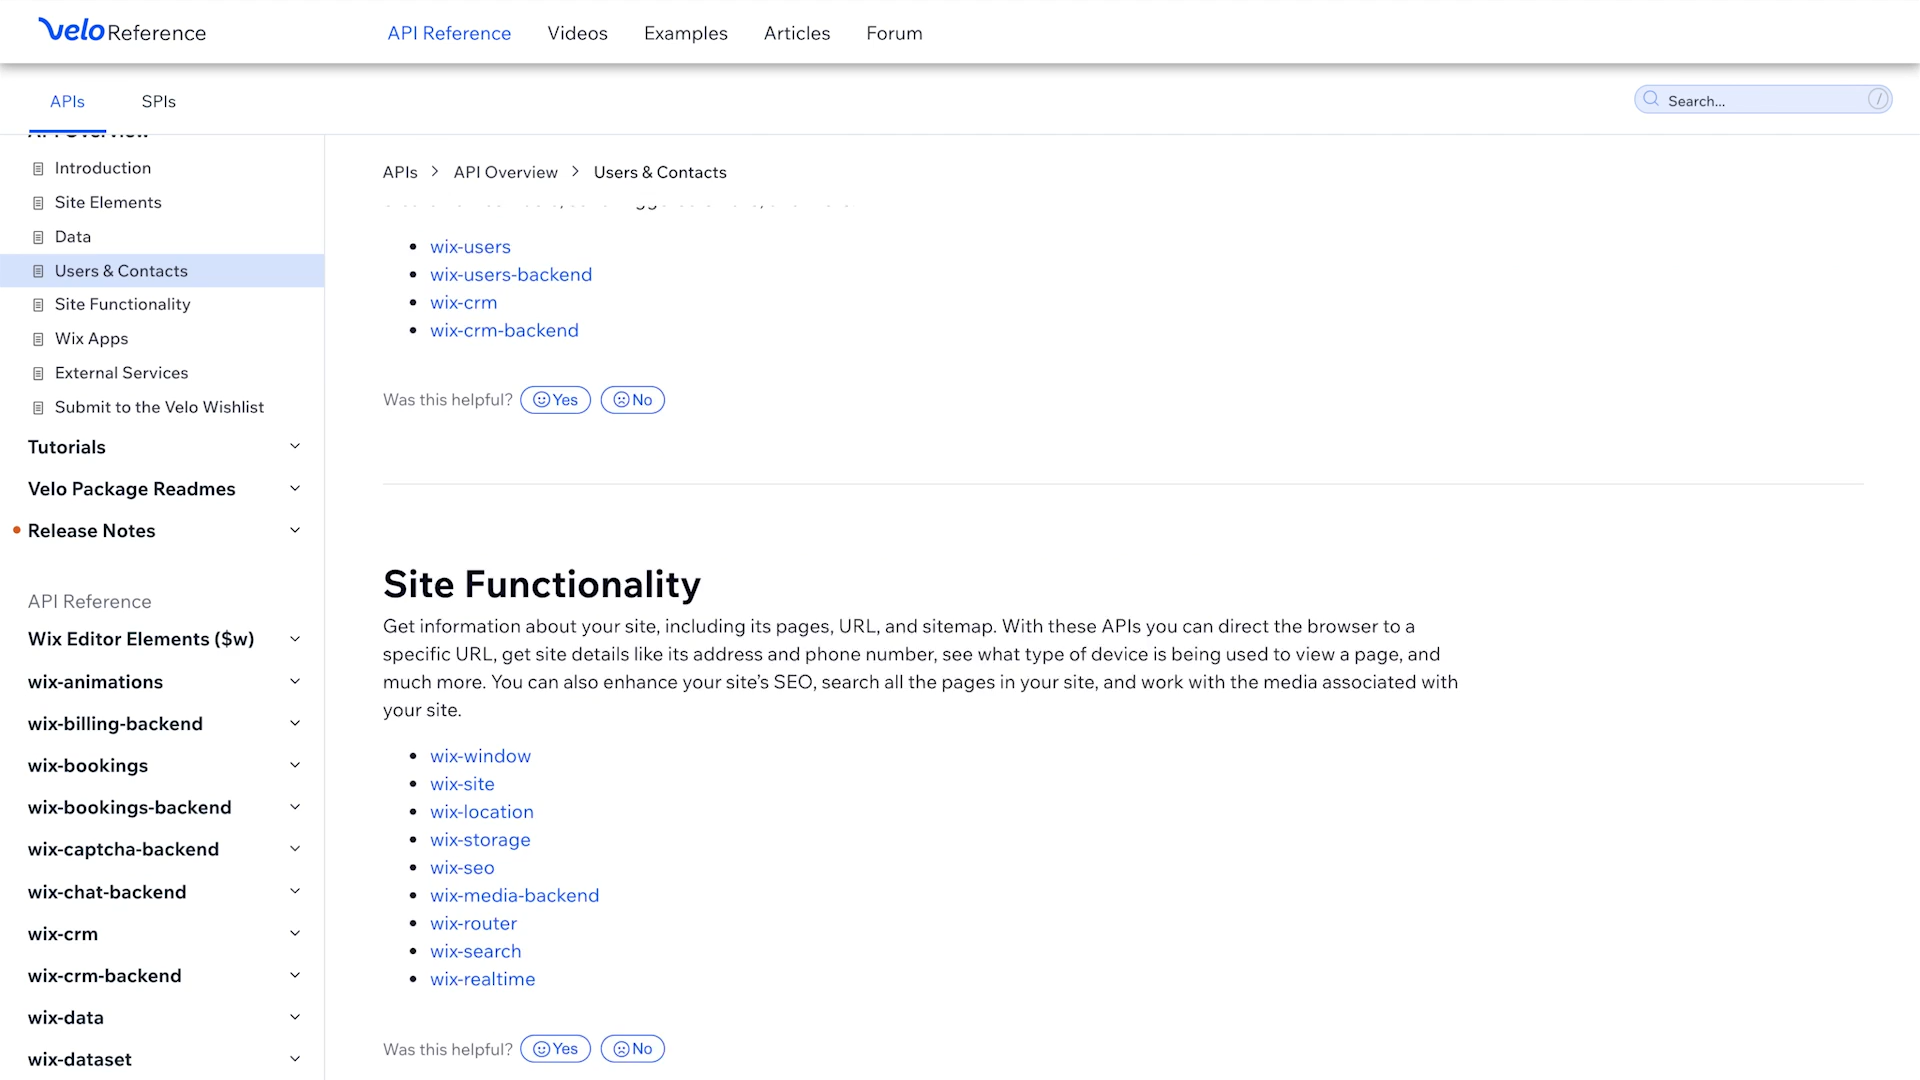 velo Reference
API Reference
Videos
Examples
Articles
Forum
APIs
SPIs
Search...
/
API Overview
Introduction
Site Elements
Data
Users & Contacts
Site Functionality
Wix Apps
External Services
Submit to the Velo Wishlist
Tutorials
Velo Package Readmes
Release Notes
API Reference
Wix Editor Elements ($w)
wix-animations
wix-billing-backend
wix-bookings
wix-bookings-backend
wix-captcha-backend
wix-chat-backend
wix-crm
wix-crm-backend
wix-data
wix-dataset
APIs > API Overview > Users & Contacts
wix-users
wix-users-backend
wix-crm
wix-crm-backend
Was this helpful? Yes No
Site Functionality
Get information about your site, including its pages, URL, and sitemap. With these APIs you can direct the browser to a
specific URL, get site details like its address and phone number, see what type of device is being used to view a page, and
much more. You can also enhance your site’s SEO, search all the pages in your site, and work with the media associated with
your site.
wix-window
wix-site
wix-location
wix-storage
wix-seo
wix-media-backend
wix-router
wix-search
wix-realtime
Was this helpful? Yes No